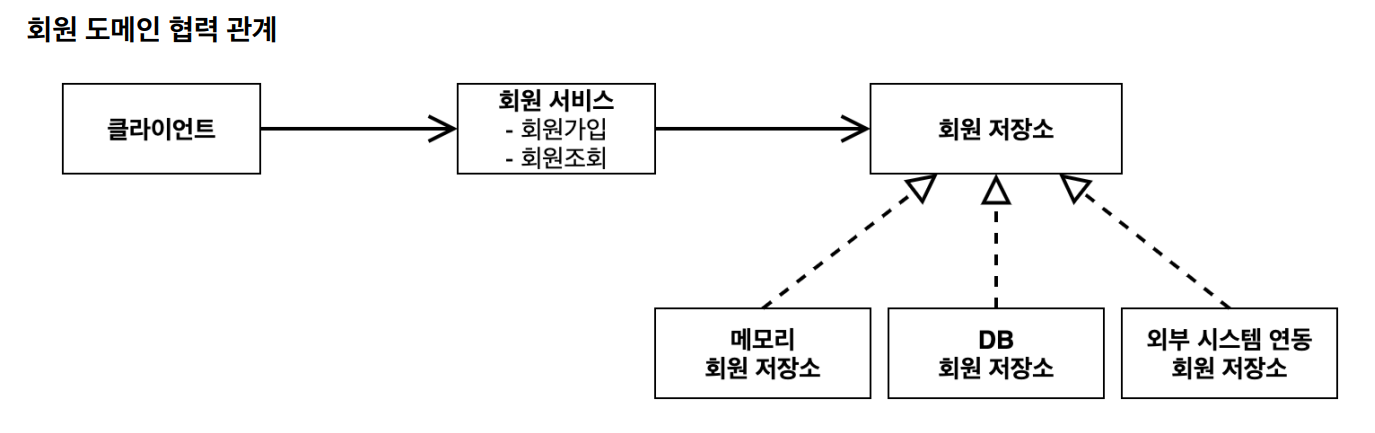 회원 도메인 협력 관계
클라이언트
회원 서비스
- 회원가입
- 회원조회
회원 저장소
메모리
회원 저장소
DB
회원 저장소
외부 시스템 연동
회원 저장소